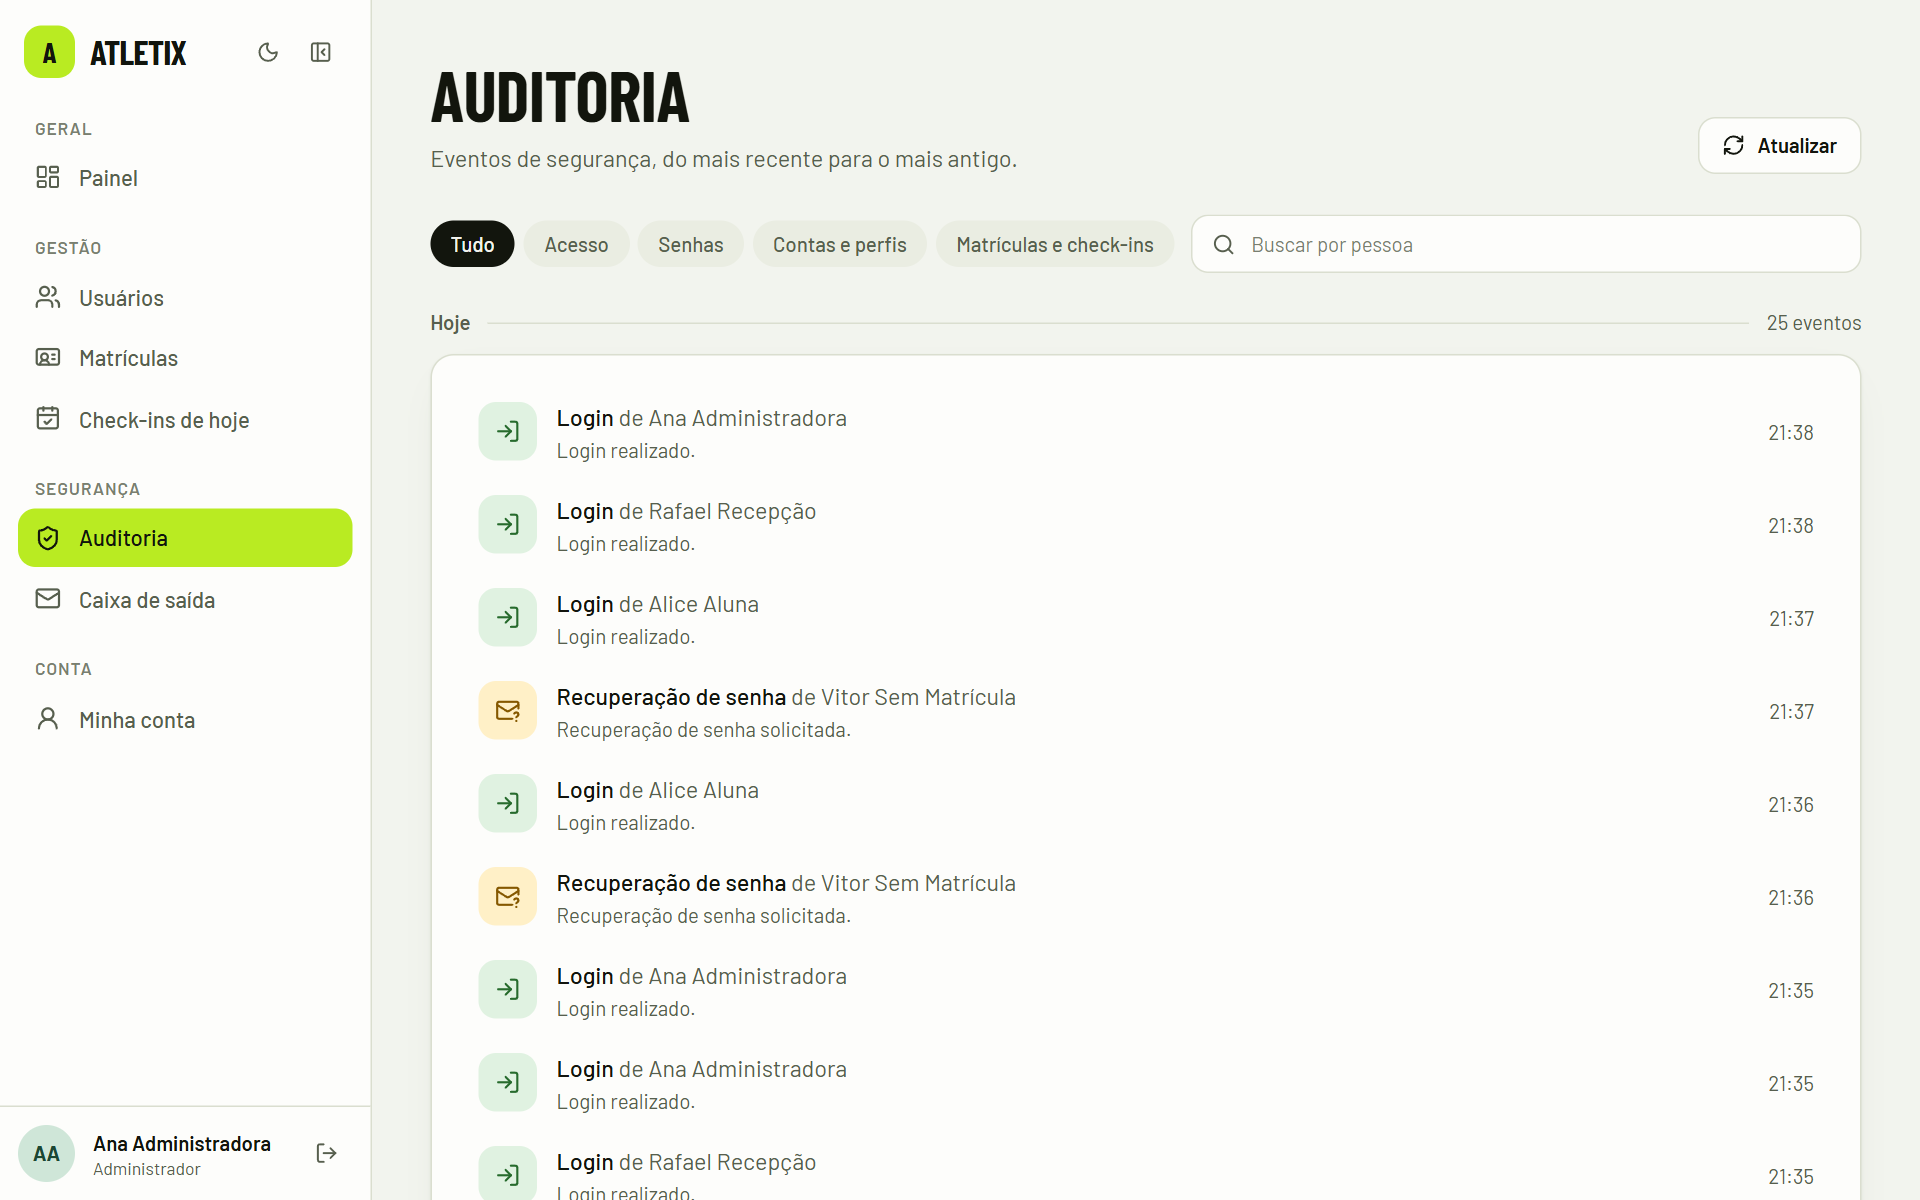 A ATLETIX
GERAL
Painel
GESTÃO
Usuários
Matrículas
Check-ins de hoje
SEGURANÇA
Auditoria
Caixa de saída
CONTA
Minha conta
AA
Ana Administradora
Administrador
AUDITORIA
Eventos de segurança, do mais recente para o mais antigo.
Atualizar
Tudo Acesso Senhas Contas e perfis Matrículas e check-ins Buscar por pessoa
Hoje 25 eventos
Login de Ana Administradora
Login realizado.
21:38
Login de Rafael Recepção
Login realizado.
21:38
Login de Alice Aluna
Login realizado.
21:37
Recuperação de senha de Vitor Sem Matrícula
Recuperação de senha solicitada.
21:37
Login de Alice Aluna
Login realizado.
21:36
Recuperação de senha de Vitor Sem Matrícula
Recuperação de senha solicitada.
21:36
Login de Ana Administradora
Login realizado.
21:35
Login de Ana Administradora
Login realizado.
21:35
Login de Rafael Recepção
Login realizado.
21:35